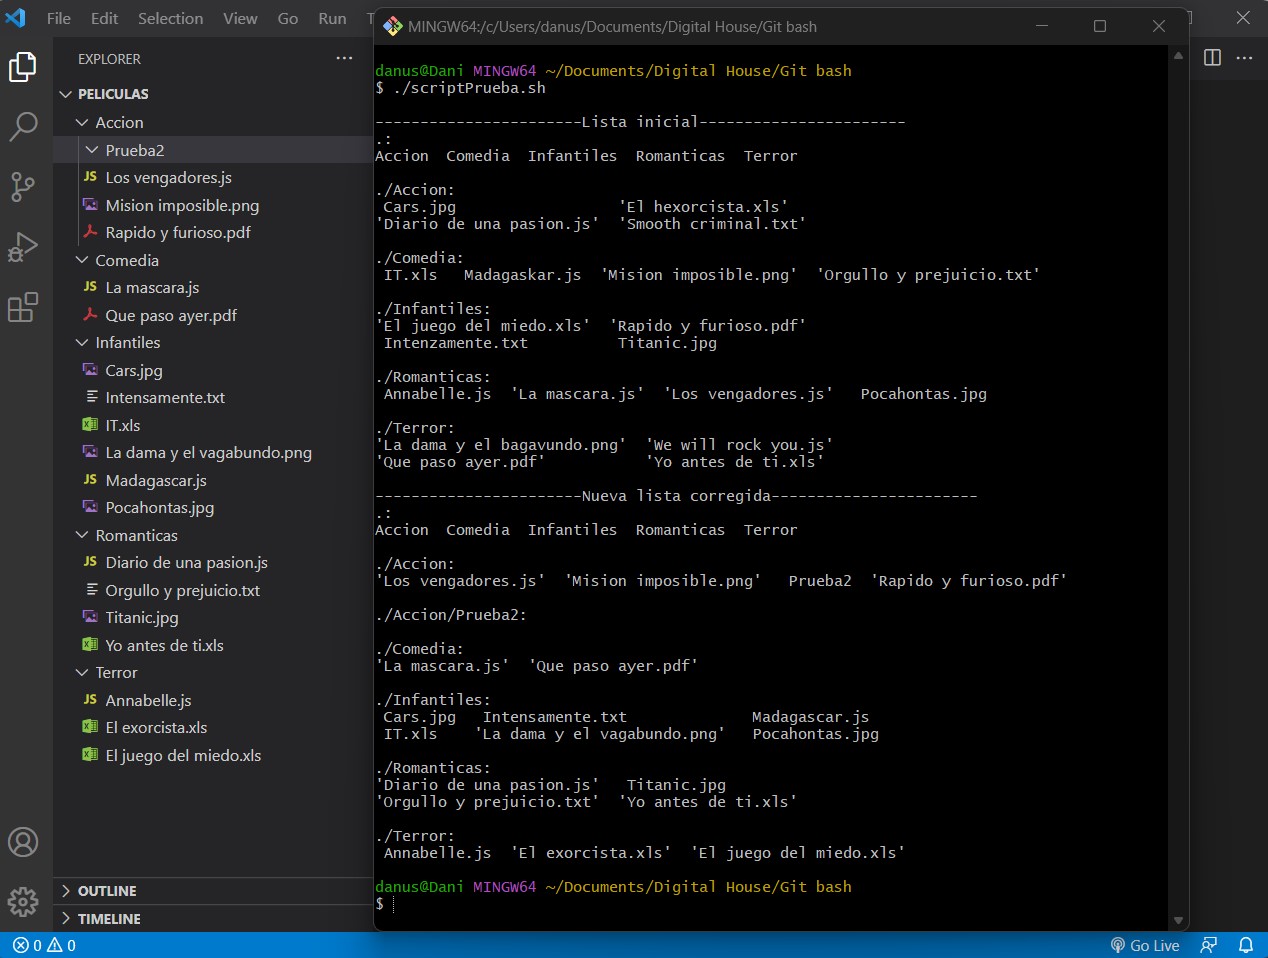 File Edit Selection View Go Run T
EXPLORER ...
PELICULAS
Accion
Prueba2
Los vengadores.js
Mision imposible.png
Rapido y furioso.pdf
Comedia
La mascara.js
Que paso ayer.pdf
Infantiles
Cars.jpg
Intensamente.txt
IT.xls
La dama y el vagabundo.png
Madagascar.js
Pocahontas.jpg
Romanticas
Diario de una pasion.js
Orgullo y prejuicio.txt
Titanic.jpg
Yo antes de ti.xls
Terror
Annabelle.js
El exorcista.xls
El juego del miedo.xls
OUTLINE
TIMELINE
MINGW64:/c/Users/danus/Documents/Digital House/Git bash
danus@Dani MINGW64 ~/Documents/Digital House/Git bash
$ ./scriptPrueba.sh
-----------------------Lista inicial-----------------------
.:
Accion  Comedia  Infantiles  Romanticas  Terror
./Accion:
 Cars.jpg                  'El hexorcista.xls'
'Diario de una pasion.js'  'Smooth criminal.txt'
./Comedia:
 IT.xls   Madagaskar.js  'Mision imposible.png'  'Orgullo y prejuicio.txt'
./Infantiles:
'El juego del miedo.xls'  'Rapido y furioso.pdf'
 Intenzamente.txt          Titanic.jpg
./Romanticas:
 Annabelle.js  'La mascara.js'  'Los vengadores.js'   Pocahontas.jpg
./Terror:
'La dama y el bagavundo.png'  'We will rock you.js'
'Que paso ayer.pdf'           'Yo antes de ti.xls'
-----------------------Nueva lista corregida-----------------------
.:
Accion  Comedia  Infantiles  Romanticas  Terror
./Accion:
'Los vengadores.js'  'Mision imposible.png'   Prueba2  'Rapido y furioso.pdf'
./Accion/Prueba2:
./Comedia:
'La mascara.js'  'Que paso ayer.pdf'
./Infantiles:
 Cars.jpg   Intensamente.txt              Madagascar.js
 IT.xls    'La dama y el vagabundo.png'   Pocahontas.jpg
./Romanticas:
'Diario de una pasion.js'   Titanic.jpg
'Orgullo y prejuicio.txt'  'Yo antes de ti.xls'
./Terror:
 Annabelle.js  'El exorcista.xls'  'El juego del miedo.xls'
danus@Dani MINGW64 ~/Documents/Digital House/Git bash
$
0 0
Go Live